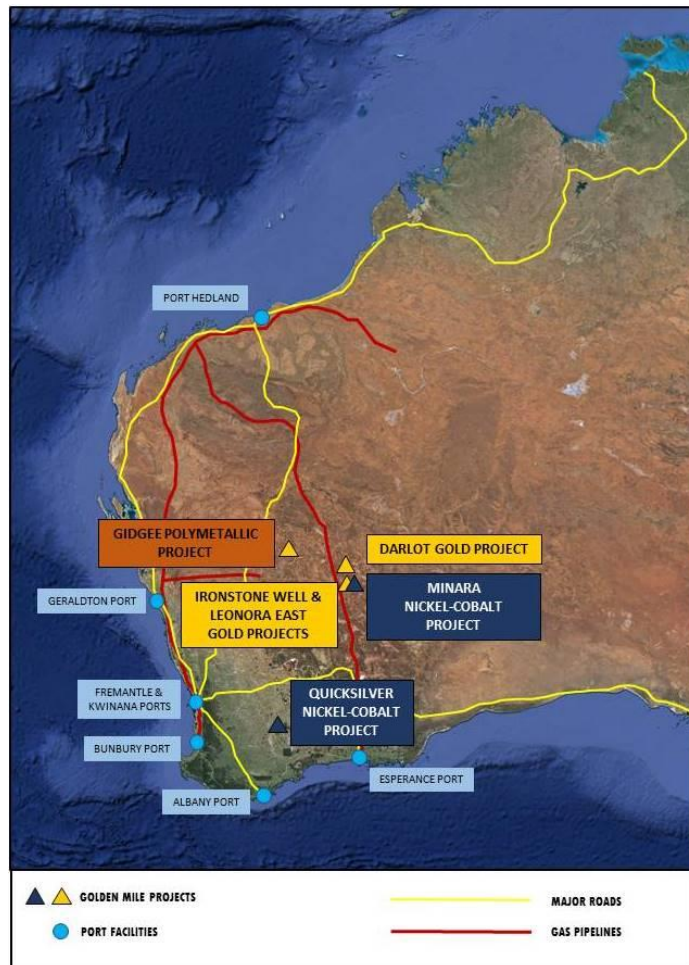 PORT HEDLAND
GIDGEE POLYMETALLIC
PROJECT
DARLOT GOLD PROJECT
GERALDTON PORT
IRONSTONE WELL &
LEONORA EAST
GOLD PROJECTS
MINARA
NICKEL-COBALT
PROJECT
FREMANTLE &
KWINANA PORTS
QUICKSILVER
NICKEL-COBALT
PROJECT
BUNBURY PORT
ESPERANCE PORT
ALBANY PORT
GOLDEN MILE PROJECTS
MAJOR ROADS
PORT FACILITIES
GAS PIPELINES